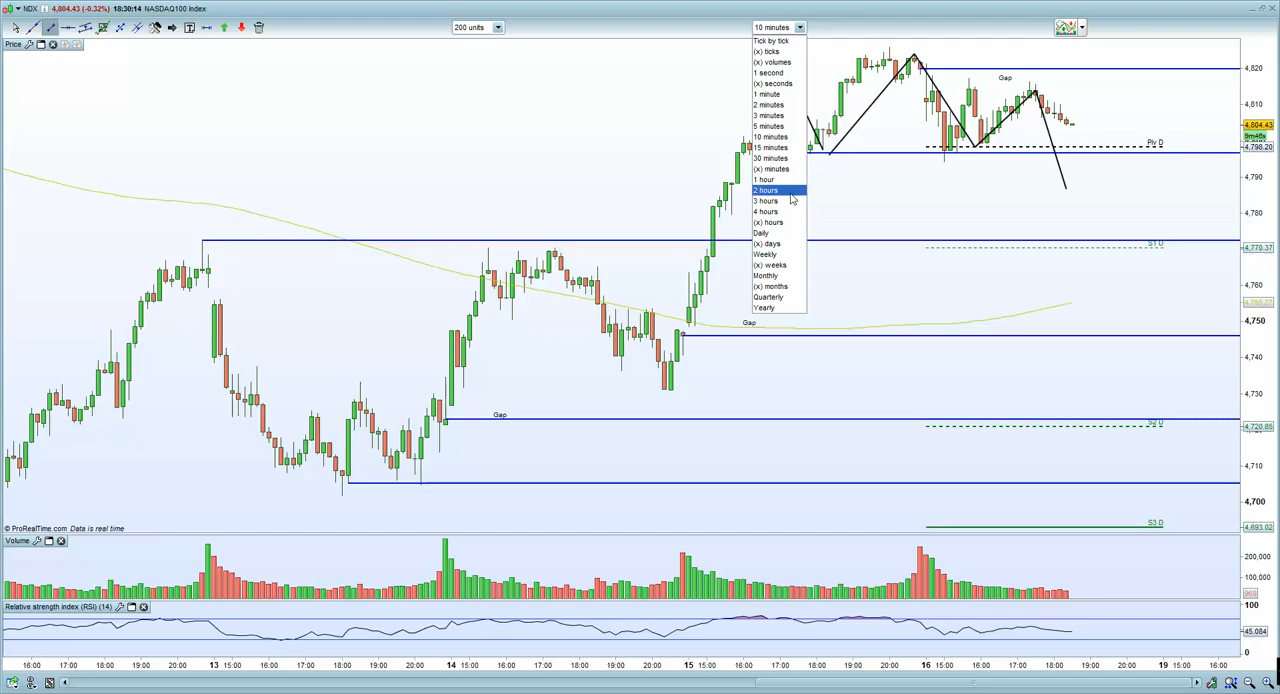 NDX
4,804.43 (-0.32%)
18:30:14
NASDAQ100 Index
200 units
10 minutes
Price
Tick by tick
(x) ticks
(x) volumes
1 second
(x) seconds
1 minute
2 minutes
3 minutes
5 minutes
10 minutes
15 minutes
30 minutes
(x) minutes
1 hour
2 hours
3 hours
4 hours
(x) hours
Daily
(x) days
Weekly
(x) weeks
Monthly
(x) months
Quarterly
Yearly
Gap
Piv D
S1 D
Gap
Gap
S2 D
S3 D
4,820
4,810
4,804.43
9m46s
4,798.20
4,790
4,780
4,770.37
4,760
4,750
4,740
4,730
4,720.85
4,710
4,700
4,693.02
© ProRealTime.com Data is real time
Volume
200,000
100,000
969
Relative strength index (RSI) (14)
100
45.084
0
16:00 17:00 18:00 19:00 20:00 13 15:00 16:00 17:00 18:00 19:00 20:00 14 15:00 16:00 17:00 18:00 19:00 20:00 15 15:00 16:00 18:00 19:00 20:00 16 15:00 16:00 17:00 18:00 19:00 20:00 19 15:00 16:00